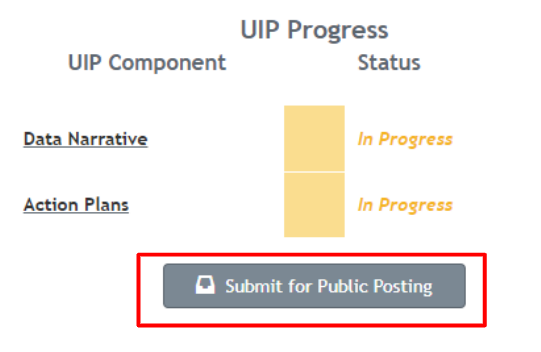 UIP Progress
UIP Component Status
Data Narrative In Progress
Action Plans In Progress
Submit for Public Posting